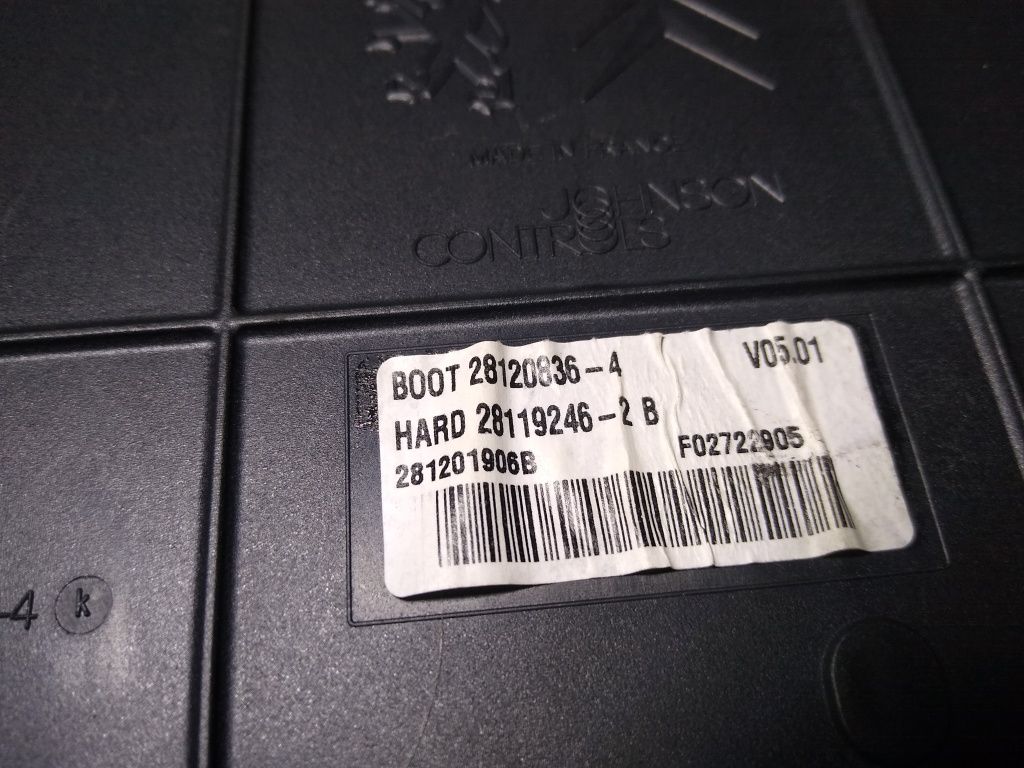 MADE IN FRANCE
JOHNSON
CONTROLS
BOOT 28120836-4
V05.01
HARD 28119246-2 B
281201906B
F02722905
-4
k